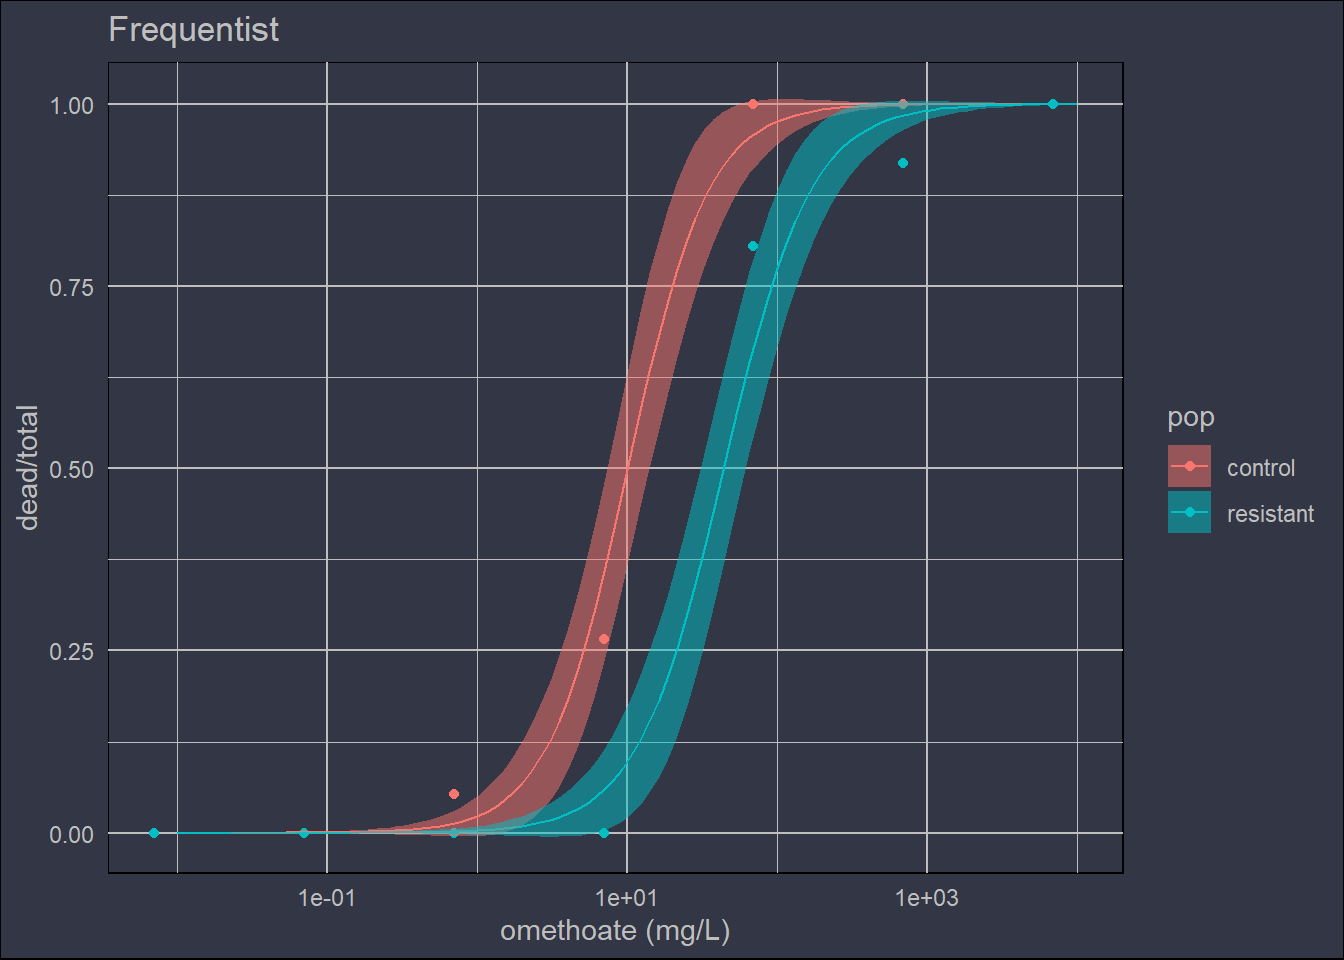 Frequentist
1.00
0.75
0.50
0.25
0.00
dead/total
1e-01 1e+01 1e+03
omethoate (mg/L)
pop
control
resistant